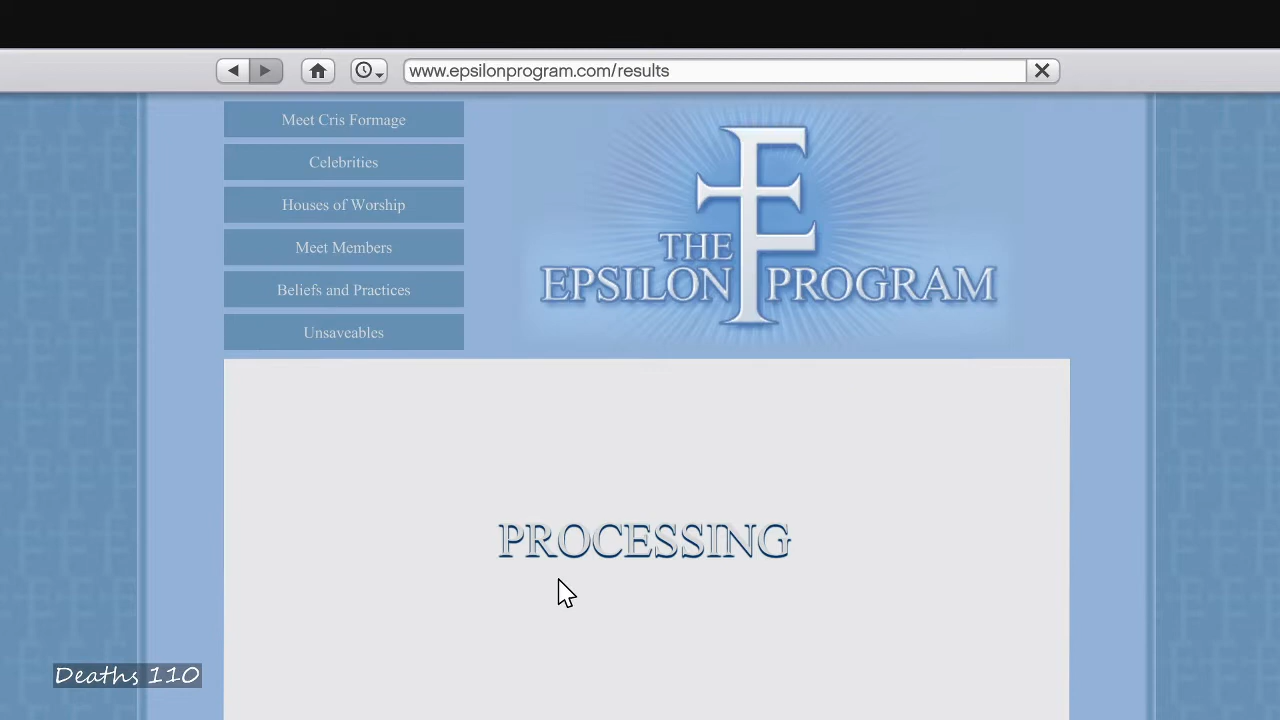 www.epsilonprogram.com/results
Meet Cris Formage
Celebrities
Houses of Worship
Meet Members
Beliefs and Practices
Unsaveables
THE
EPSILON PROGRAM
PROCESSING
Deaths 110